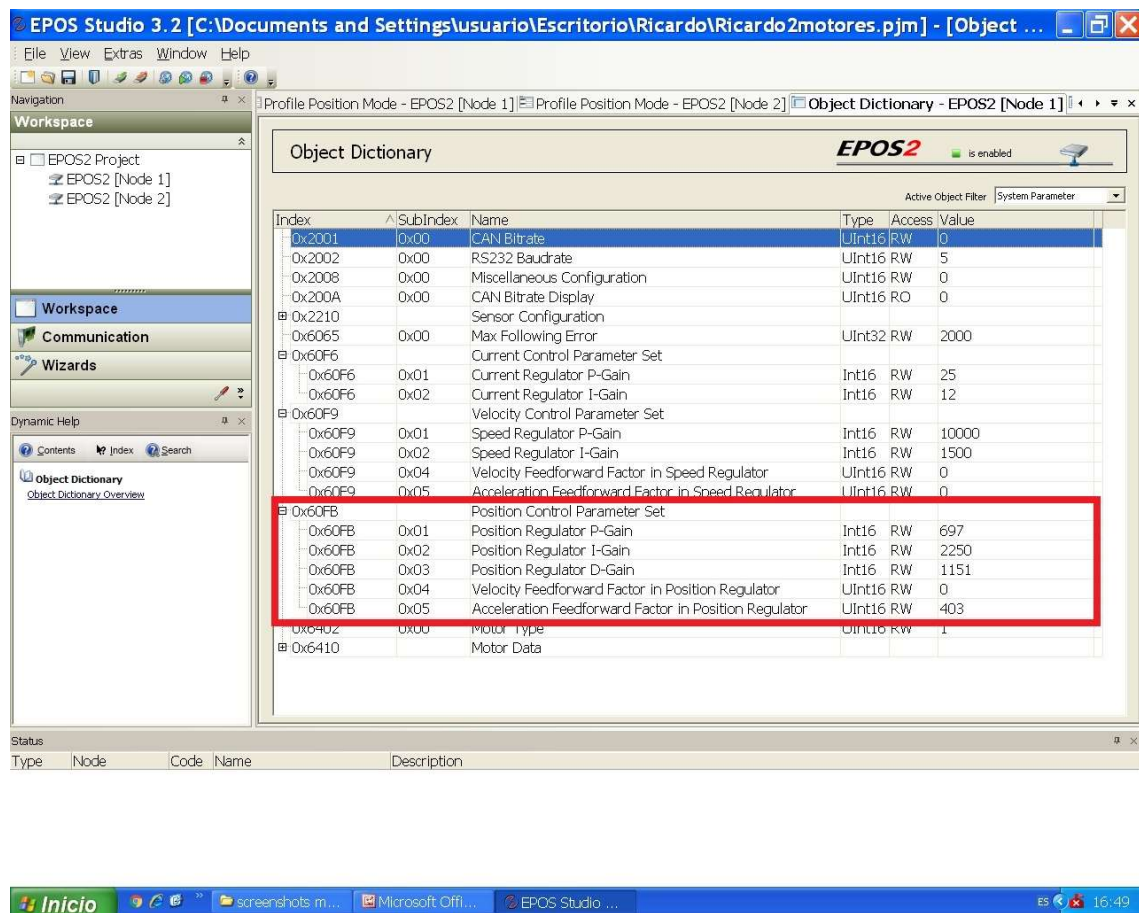 EPOS Studio 3.2 [C:\Documents and Settings\usuario\Escritorio\Ricardo\Ricardo2motores.pjm] - [Object ...
File View Extras Window Help
Navigation
Profile Position Mode - EPOS2 [Node 1] Profile Position Mode - EPOS2 [Node 2] Object Dictionary - EPOS2 [Node 1]
Workspace
EPOS2 Project
EPOS2 [Node 1]
EPOS2 [Node 2]
Workspace
Communication
Wizards
Dynamic Help
Contents Index Search
Object Dictionary
Object Dictionary Overview
Object Dictionary
EPOS2 is enabled
Active Object Filter System Parameter
Index SubIndex Name Type Access Value
0x2001 0x00 CAN Bitrate UInt16 RW 0
0x2002 0x00 RS232 Baudrate UInt16 RW 5
0x2008 0x00 Miscellaneous Configuration UInt16 RW 0
0x200A 0x00 CAN Bitrate Display UInt16 RO 0
0x2210 Sensor Configuration
0x6065 0x00 Max Following Error UInt32 RW 2000
0x60F6 Current Control Parameter Set
0x60F6 0x01 Current Regulator P-Gain Int16 RW 25
0x60F6 0x02 Current Regulator I-Gain Int16 RW 12
0x60F9 Velocity Control Parameter Set
0x60F9 0x01 Speed Regulator P-Gain Int16 RW 10000
0x60F9 0x02 Speed Regulator I-Gain Int16 RW 1500
0x60F9 0x04 Velocity Feedforward Factor in Speed Regulator UInt16 RW 0
0x60F9 0x05 Acceleration Feedforward Factor in Speed Regulator UInt16 RW 0
0x60FB Position Control Parameter Set
0x60FB 0x01 Position Regulator P-Gain Int16 RW 697
0x60FB 0x02 Position Regulator I-Gain Int16 RW 2250
0x60FB 0x03 Position Regulator D-Gain Int16 RW 1151
0x60FB 0x04 Velocity Feedforward Factor in Position Regulator UInt16 RW 0
0x60FB 0x05 Acceleration Feedforward Factor in Position Regulator UInt16 RW 403
0x6402 0x00 Motor Type UInt16 RW 1
0x6410 Motor Data
Status
Type Node Code Name Description
Inicio screenshots m... Microsoft Offi... EPOS Studio ... ES 16:49